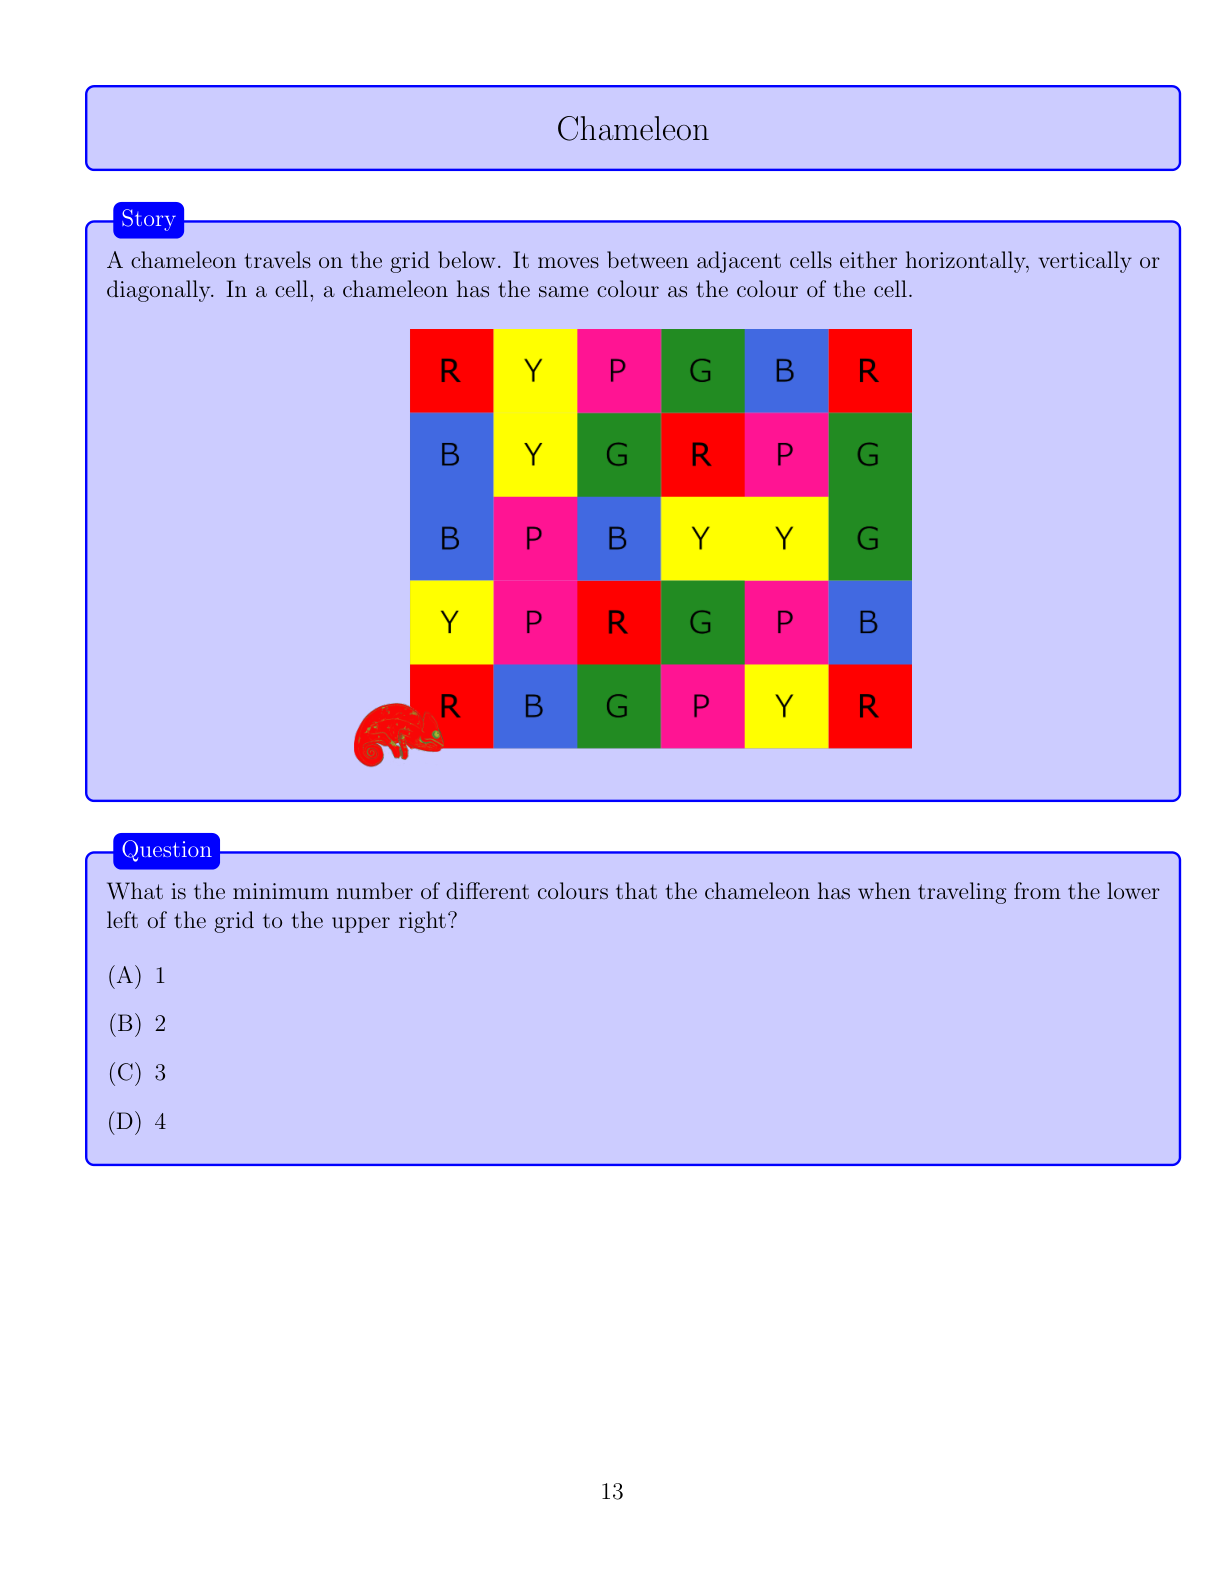 Chameleon
Story
A chameleon travels on the grid below. It moves between adjacent cells either horizontally, vertically or
diagonally. In a cell, a chameleon has the same colour as the colour of the cell.
R Y P G B R
B Y G R P G
B P B Y Y G
Y P R G P B
R B G P Y R
Question
What is the minimum number of different colours that the chameleon has when traveling from the lower
left of the grid to the upper right?
(A) 1
(B) 2
(C) 3
(D) 4
13